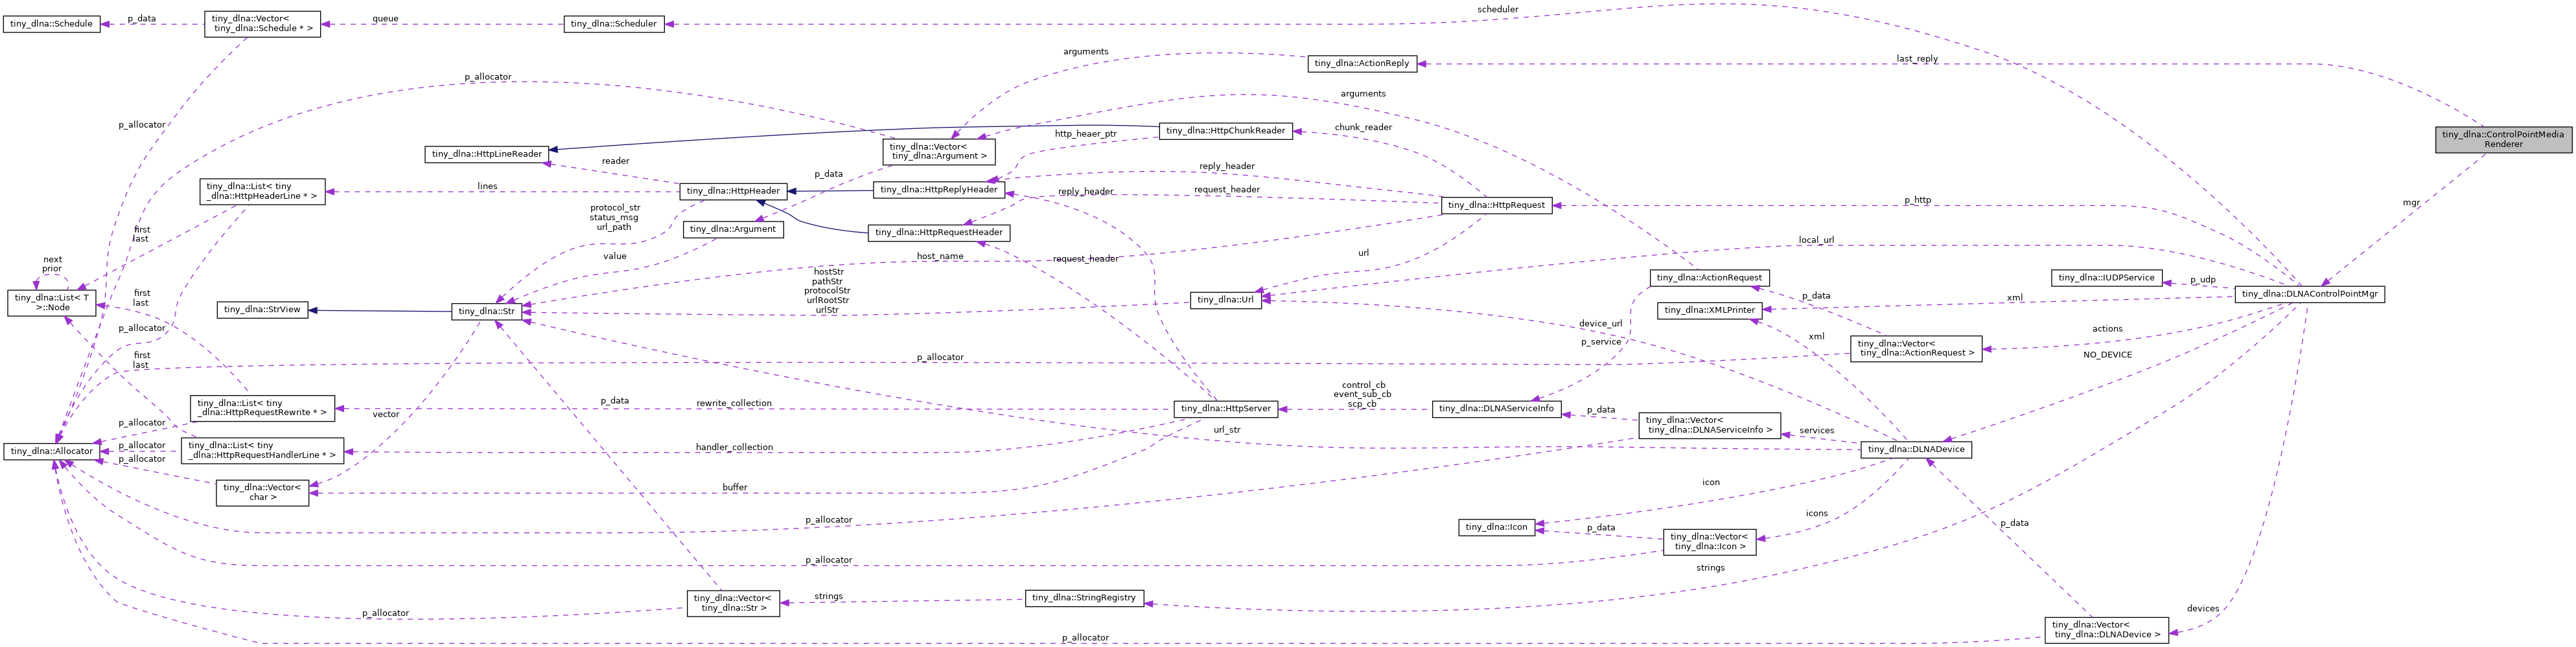 scheduler
tiny_dlna::Schedule
p_data
tiny_dlna::Vector<
tiny_dlna::Schedule * >
queue
tiny_dlna::Scheduler
arguments
tiny_dlna::ActionReply
last_reply
p_allocator
arguments
p_allocator
http_heaer_ptr
tiny_dlna::HttpChunkReader
chunk_reader
tiny_dlna::ControlPointMedia
Renderer
tiny_dlna::HttpLineReader
reader
tiny_dlna::Vector<
tiny_dlna::Argument >
p_data
reply_header
tiny_dlna::List< tiny
_dlna::HttpHeaderLine * >
lines
tiny_dlna::HttpHeader
tiny_dlna::HttpReplyHeader
reply_header
request_header
tiny_dlna::HttpRequest
p_http
mgr
protocol_str
status_msg
url_path
tiny_dlna::Argument
tiny_dlna::HttpRequestHeader
first
last
value
host_name
request_header
url
local_url
next
prior
hostStr
pathStr
protocolStr
urlRootStr
urlStr
tiny_dlna::ActionRequest
tiny_dlna::IUDPService
p_udp
tiny_dlna::DLNAControlPointMgr
tiny_dlna::List< T
>::Node
first
last
tiny_dlna::StrView
tiny_dlna::Str
tiny_dlna::Url
p_data
xml
tiny_dlna::XMLPrinter
p_allocator
device_url
p_service
xml
actions
tiny_dlna::Vector<
tiny_dlna::ActionRequest >
NO_DEVICE
first
last
p_allocator
tiny_dlna::List< tiny
_dlna::HttpRequestRewrite * >
p_data
rewrite_collection
tiny_dlna::HttpServer
control_cb
event_sub_cb
scp_cb
tiny_dlna::DLNAServiceInfo
p_data
tiny_dlna::Vector<
tiny_dlna::DLNAServiceInfo >
services
vector
p_allocator
url_str
tiny_dlna::Allocator
p_allocator
tiny_dlna::List< tiny
_dlna::HttpRequestHandlerLine * >
handler_collection
tiny_dlna::DLNADevice
p_allocator
tiny_dlna::Vector<
char >
buffer
icon
icons
p_allocator
tiny_dlna::Icon
p_data
tiny_dlna::Vector<
tiny_dlna::Icon >
p_data
p_allocator
strings
tiny_dlna::Vector<
tiny_dlna::Str >
strings
tiny_dlna::StringRegistry
p_allocator
devices
tiny_dlna::Vector<
tiny_dlna::DLNADevice >
p_allocator